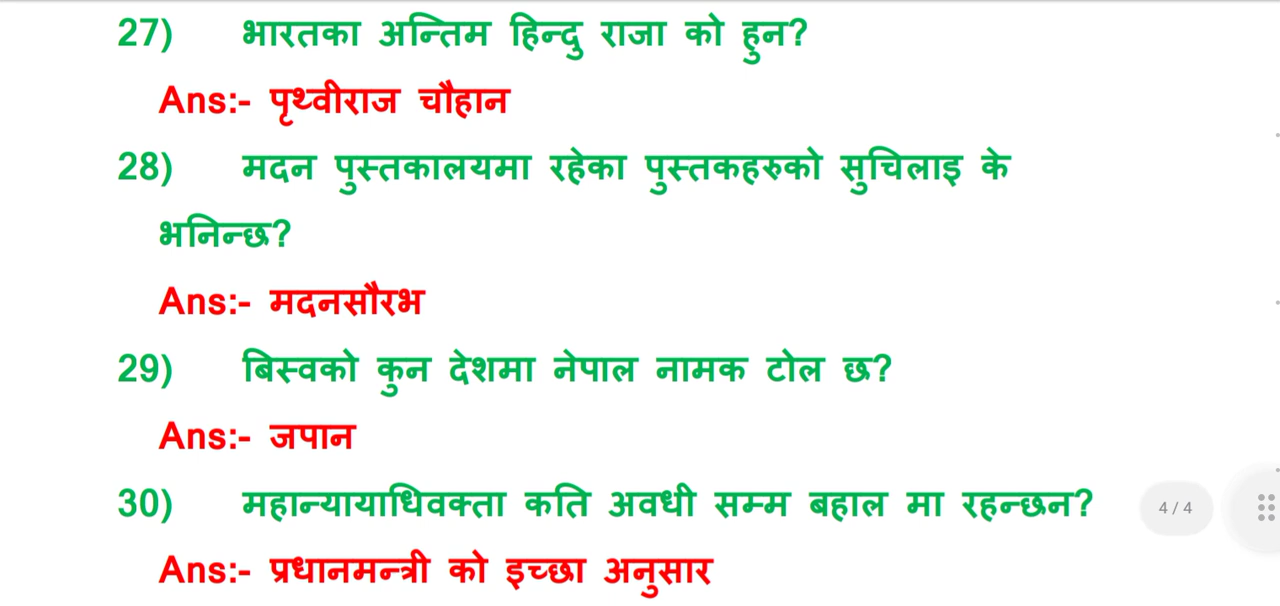 27) भारतका अन्तिम हिन्दु राजा को हुन?
Ans:- पृथ्वीराज चौहान
28) मदन पुस्तकालयमा रहेका पुस्तकहरुको सुचिलाइ के
भनिन्छ?
Ans:- मदनसौरभ
29) बिस्वको कुन देशमा नेपाल नामक टोल छ?
Ans:- जपान
30) महान्यायाधिवक्ता कति अवधी सम्म बहाल मा रहन्छन?
4 / 4
Ans:- प्रधानमन्त्री को इच्छा अनुसार